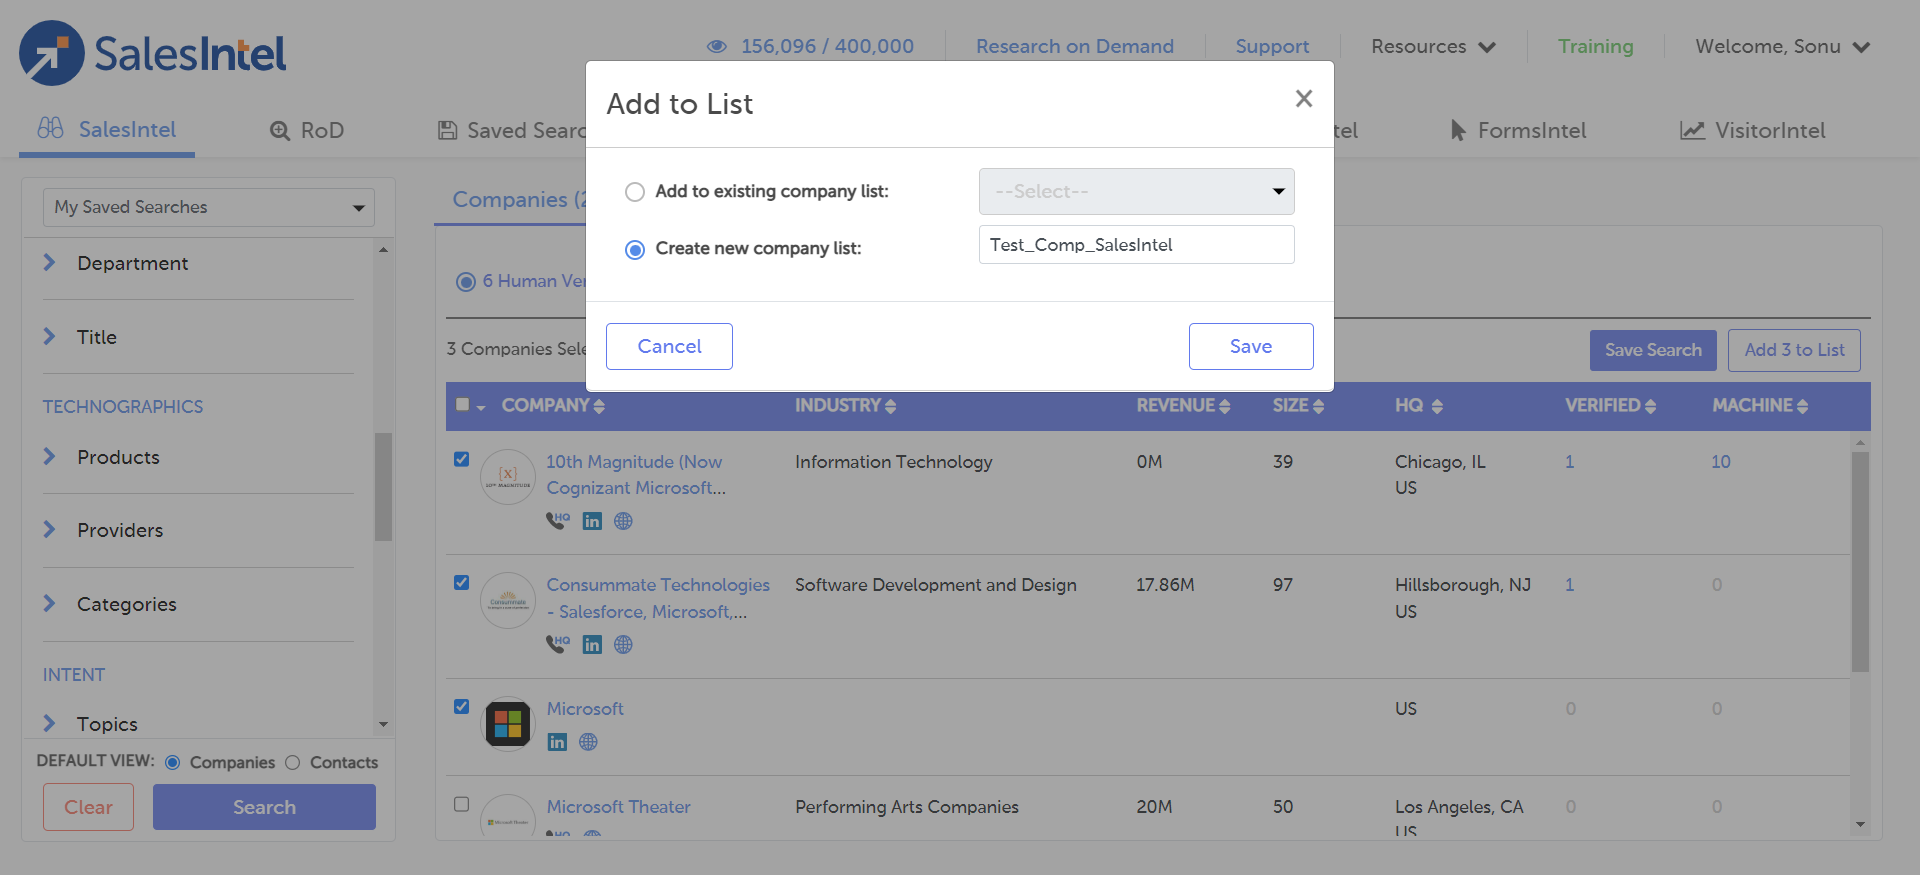 SalesIntel
156,096 / 400,000
Research on Demand
Support
Resources
Training
Welcome, Sonu
SalesIntel
RoD
Saved Sear
tel
FormsIntel
VisitorIntel
Add to List
Add to existing company list:
--Select--
Create new company list:
Test_Comp_SalesIntel
Cancel
Save
My Saved Searches
Department
Title
TECHNOGRAPHICS
Products
Providers
Categories
INTENT
Topics
DEFAULT VIEW:
Companies
Contacts
Clear
Search
Companies (2
6 Human Ver
3 Companies Sele
Save Search
Add 3 to List
COMPANY
INDUSTRY
REVENUE
SIZE
HQ
VERIFIED
MACHINE
10th Magnitude (Now
Cognizant Microsoft...
HQ
in
Information Technology
0M
39
Chicago, IL
US
1
10
Consummate Technologies
- Salesforce, Microsoft,...
HQ
in
Software Development and Design
17.86M
97
Hillsborough, NJ
US
1
0
Microsoft
in
US
0
0
Microsoft Theater
Performing Arts Companies
20M
50
Los Angeles, CA
US
0
0